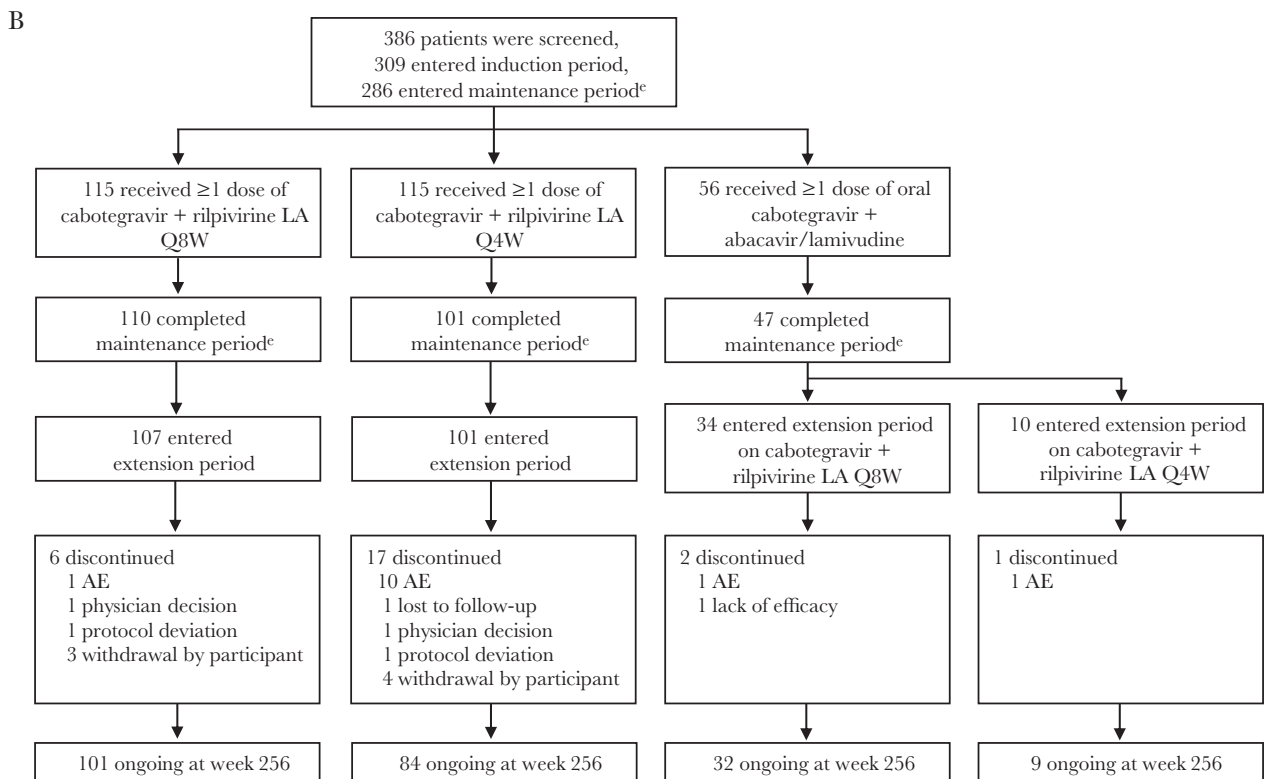 B
386 patients were screened,
309 entered induction period,
286 entered maintenance periodᵉ
115 received ≥1 dose of
cabotegravir + rilpivirine LA
Q8W
115 received ≥1 dose of
cabotegravir + rilpivirine LA
Q4W
56 received ≥1 dose of oral
cabotegravir +
abacavir/lamivudine
110 completed
maintenance periodᵉ
101 completed
maintenance periodᵉ
47 completed
maintenance periodᵉ
107 entered
extension period
101 entered
extension period
34 entered extension period
on cabotegravir +
rilpivirine LA Q8W
10 entered extension period
on cabotegravir +
rilpivirine LA Q4W
6 discontinued
1 AE
1 physician decision
1 protocol deviation
3 withdrawal by participant
17 discontinued
10 AE
1 lost to follow-up
1 physician decision
1 protocol deviation
4 withdrawal by participant
2 discontinued
1 AE
1 lack of efficacy
1 discontinued
1 AE
101 ongoing at week 256
84 ongoing at week 256
32 ongoing at week 256
9 ongoing at week 256